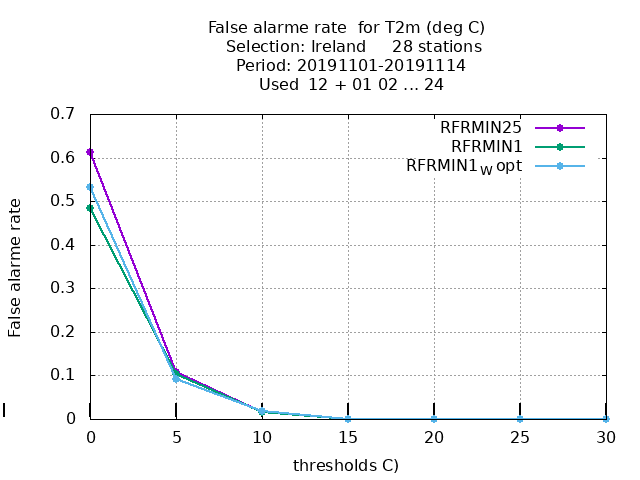 False alarme rate  for T2m (deg C)
Selection: Ireland     28 stations
Period: 20191101-20191114
Used  12 + 01 02 ... 24
RFRMIN25
RFRMIN1
RFRMIN1W opt
False alarme rate
0.7
0.6
0.5
0.4
0.3
0.2
0.1
0
0 5 10 15 20 25 30
thresholds C)